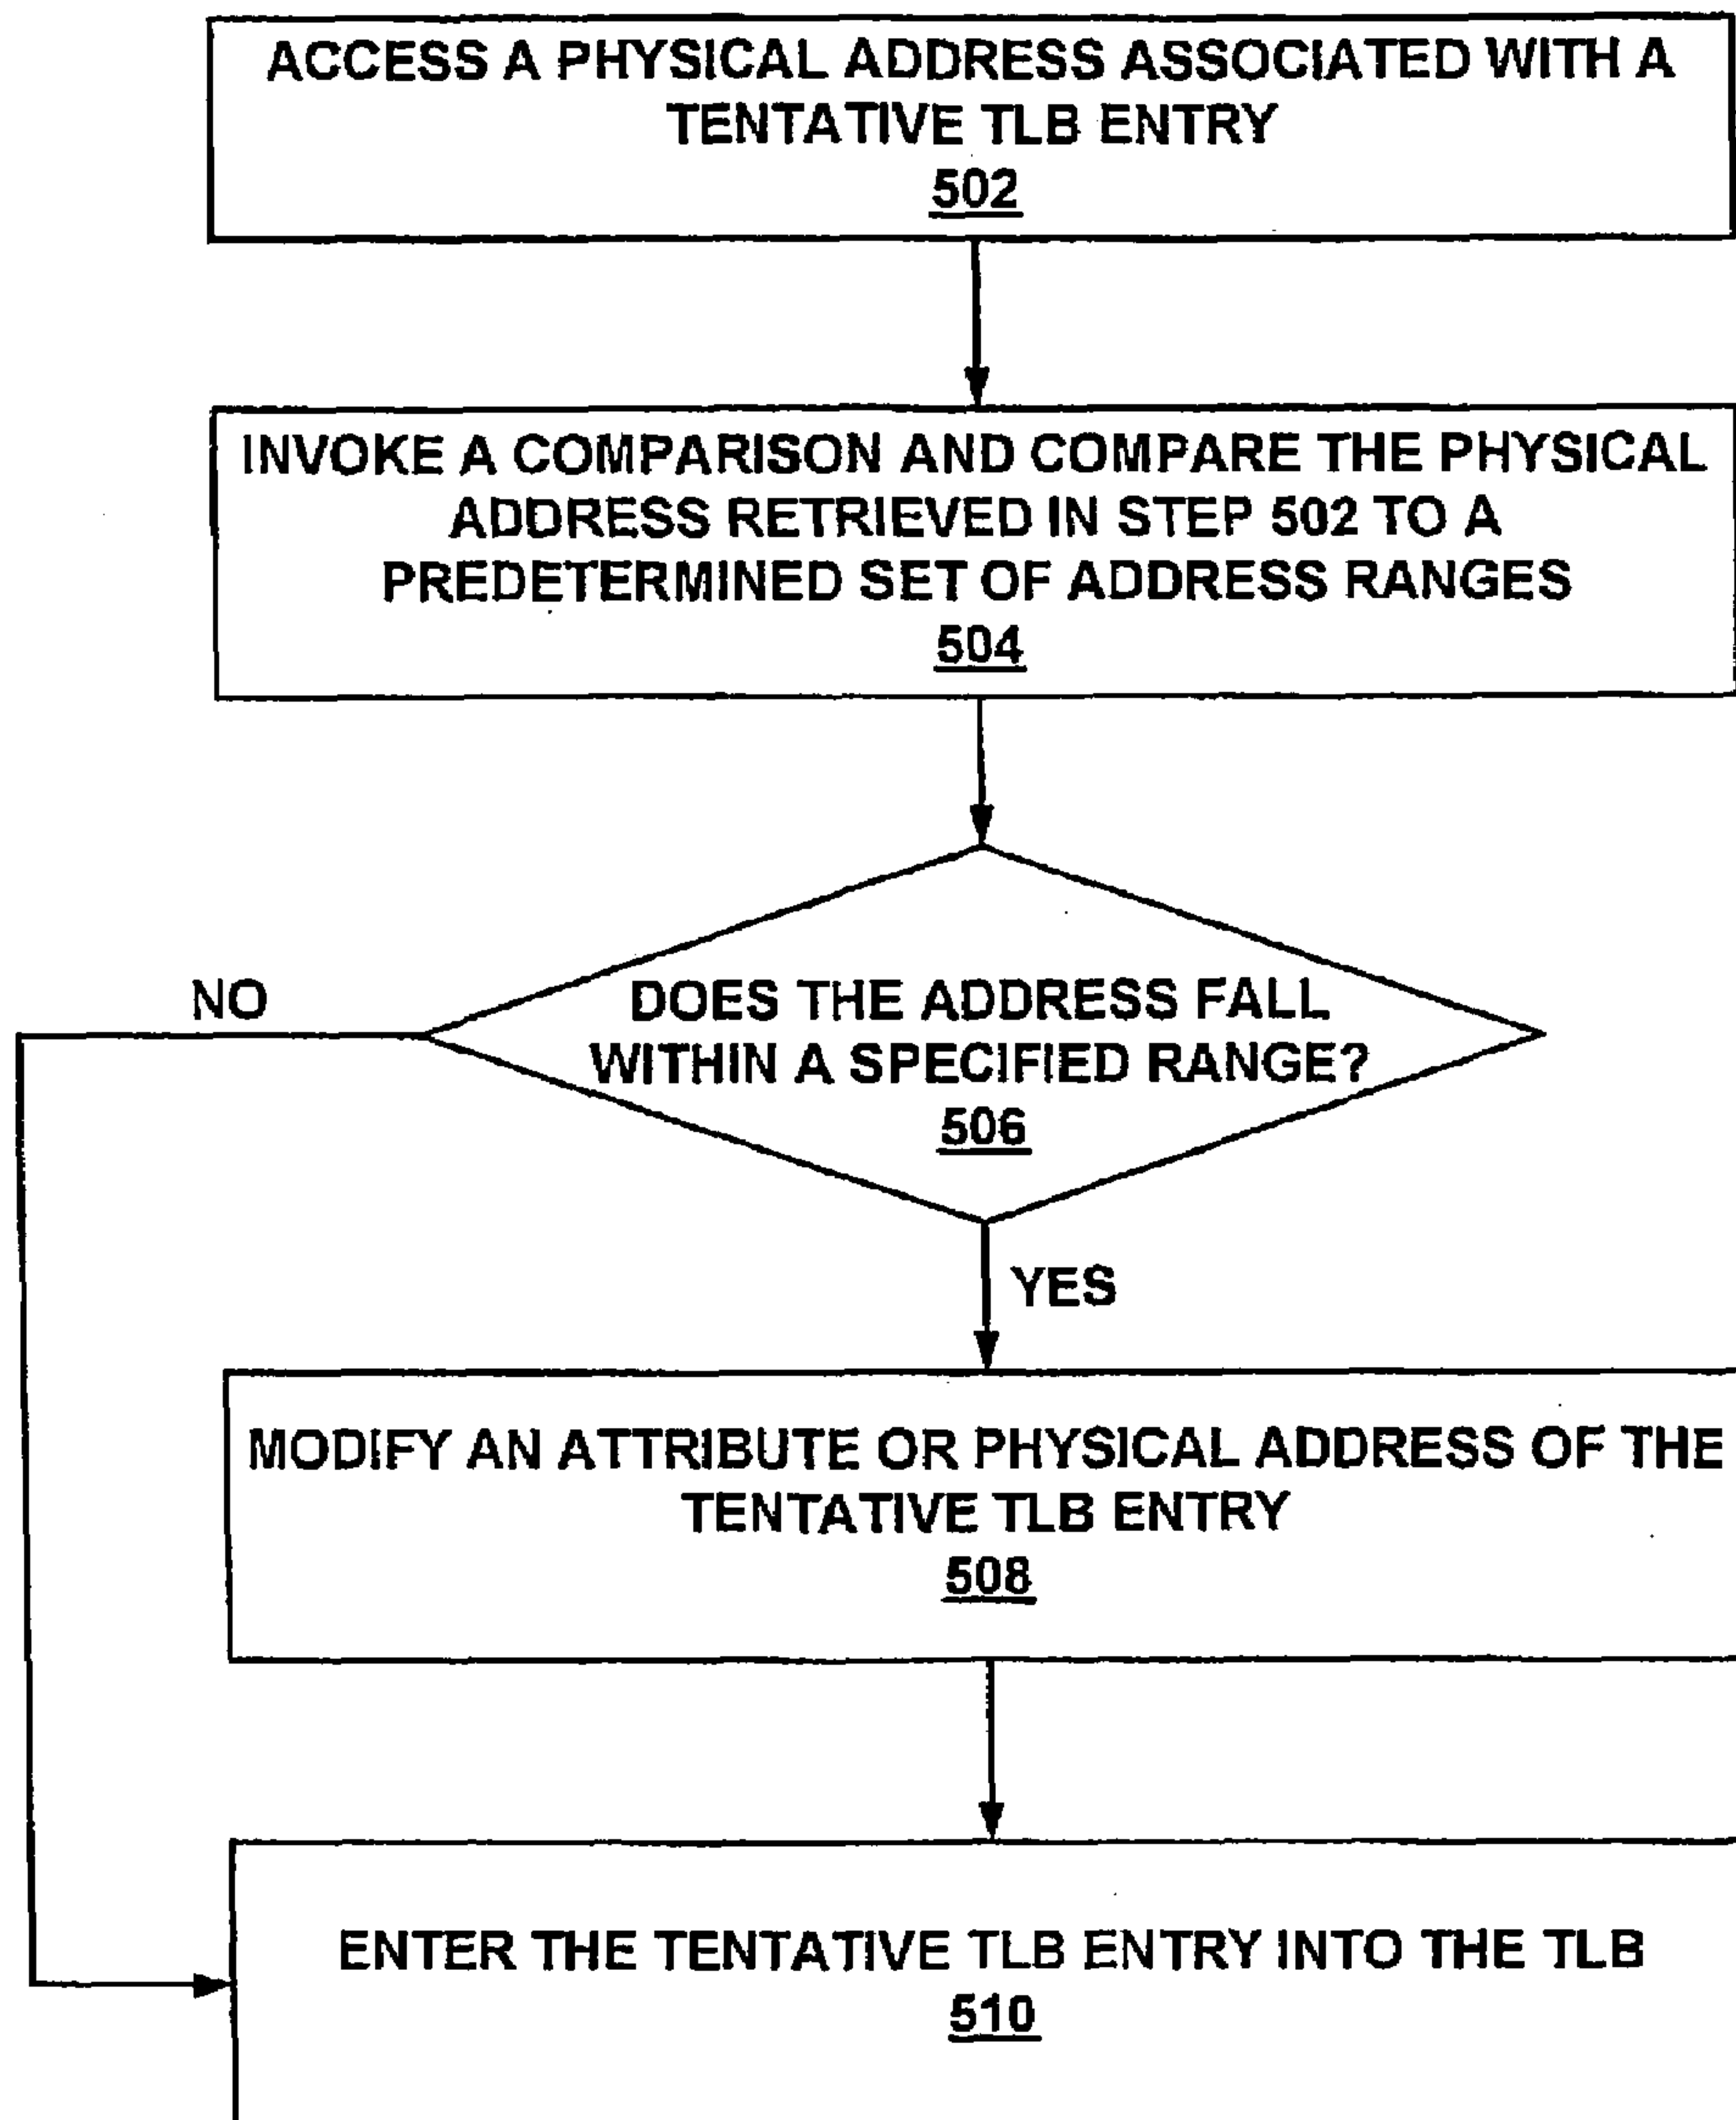 ACCESS A PHYSICAL ADDRESS ASSOCIATED WITH A
TENTATIVE TLB ENTRY
502
INVOKE A COMPARISON AND COMPARE THE PHYSICAL
ADDRESS RETRIEVED IN STEP 502 TO A
PREDETERMINED SET OF ADDRESS RANGES
504
NO
DOES THE ADDRESS FALL
WITHIN A SPECIFIED RANGE?
506
YES
MODIFY AN ATTRIBUTE OR PHYSICAL ADDRESS OF THE
TENTATIVE TLB ENTRY
508
ENTER THE TENTATIVE TLB ENTRY INTO THE TLB
510